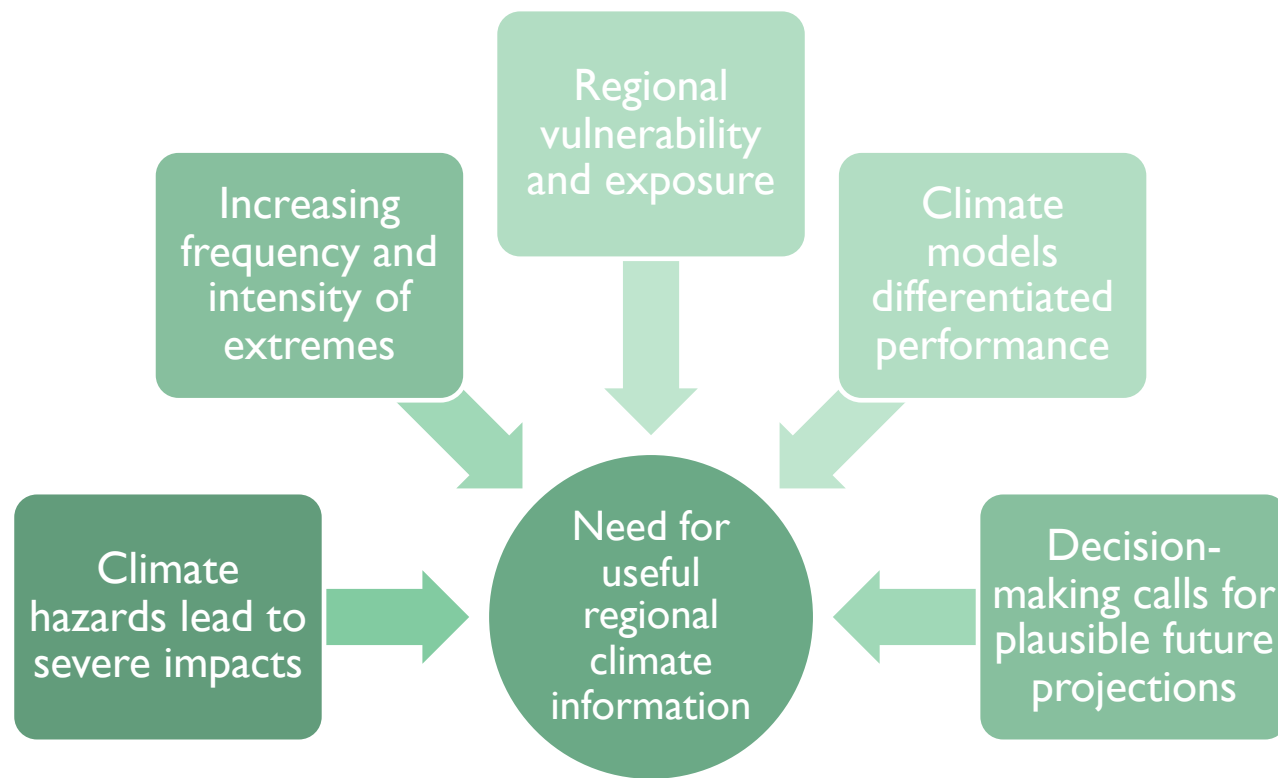 Regional
vulnerability
and exposure
Increasing
frequency and
intensity of
extremes
Climate
models
differentiated
performance
Climate
hazards lead to
severe impacts
Need for
useful
regional
climate
information
Decision-
making calls for
plausible future
projections